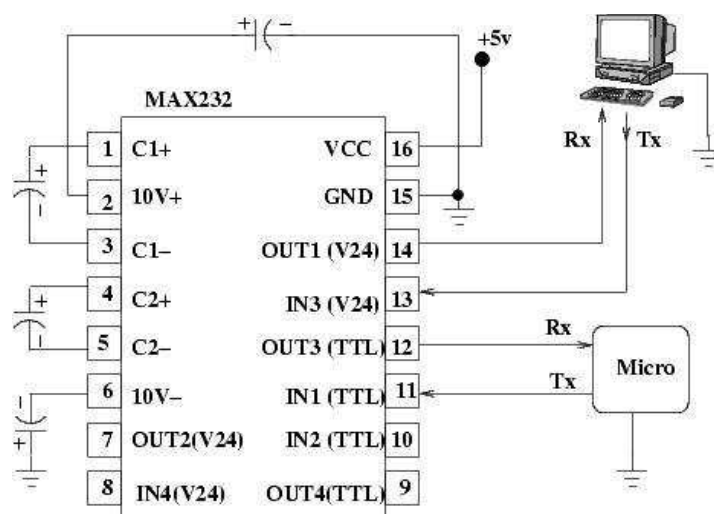 + −
+5v
MAX232
1 C1+ VCC 16
Rx Tx
+
2 10V+ GND 15
−
3 C1− OUT1 (V24) 14
4 C2+ IN3 (V24) 13
+
−
5 C2− OUT3 (TTL) 12
Rx
Micro
6 10V− IN1 (TTL) 11
Tx
−
+
7 OUT2(V24) IN2 (TTL) 10
8 IN4(V24) OUT4(TTL) 9